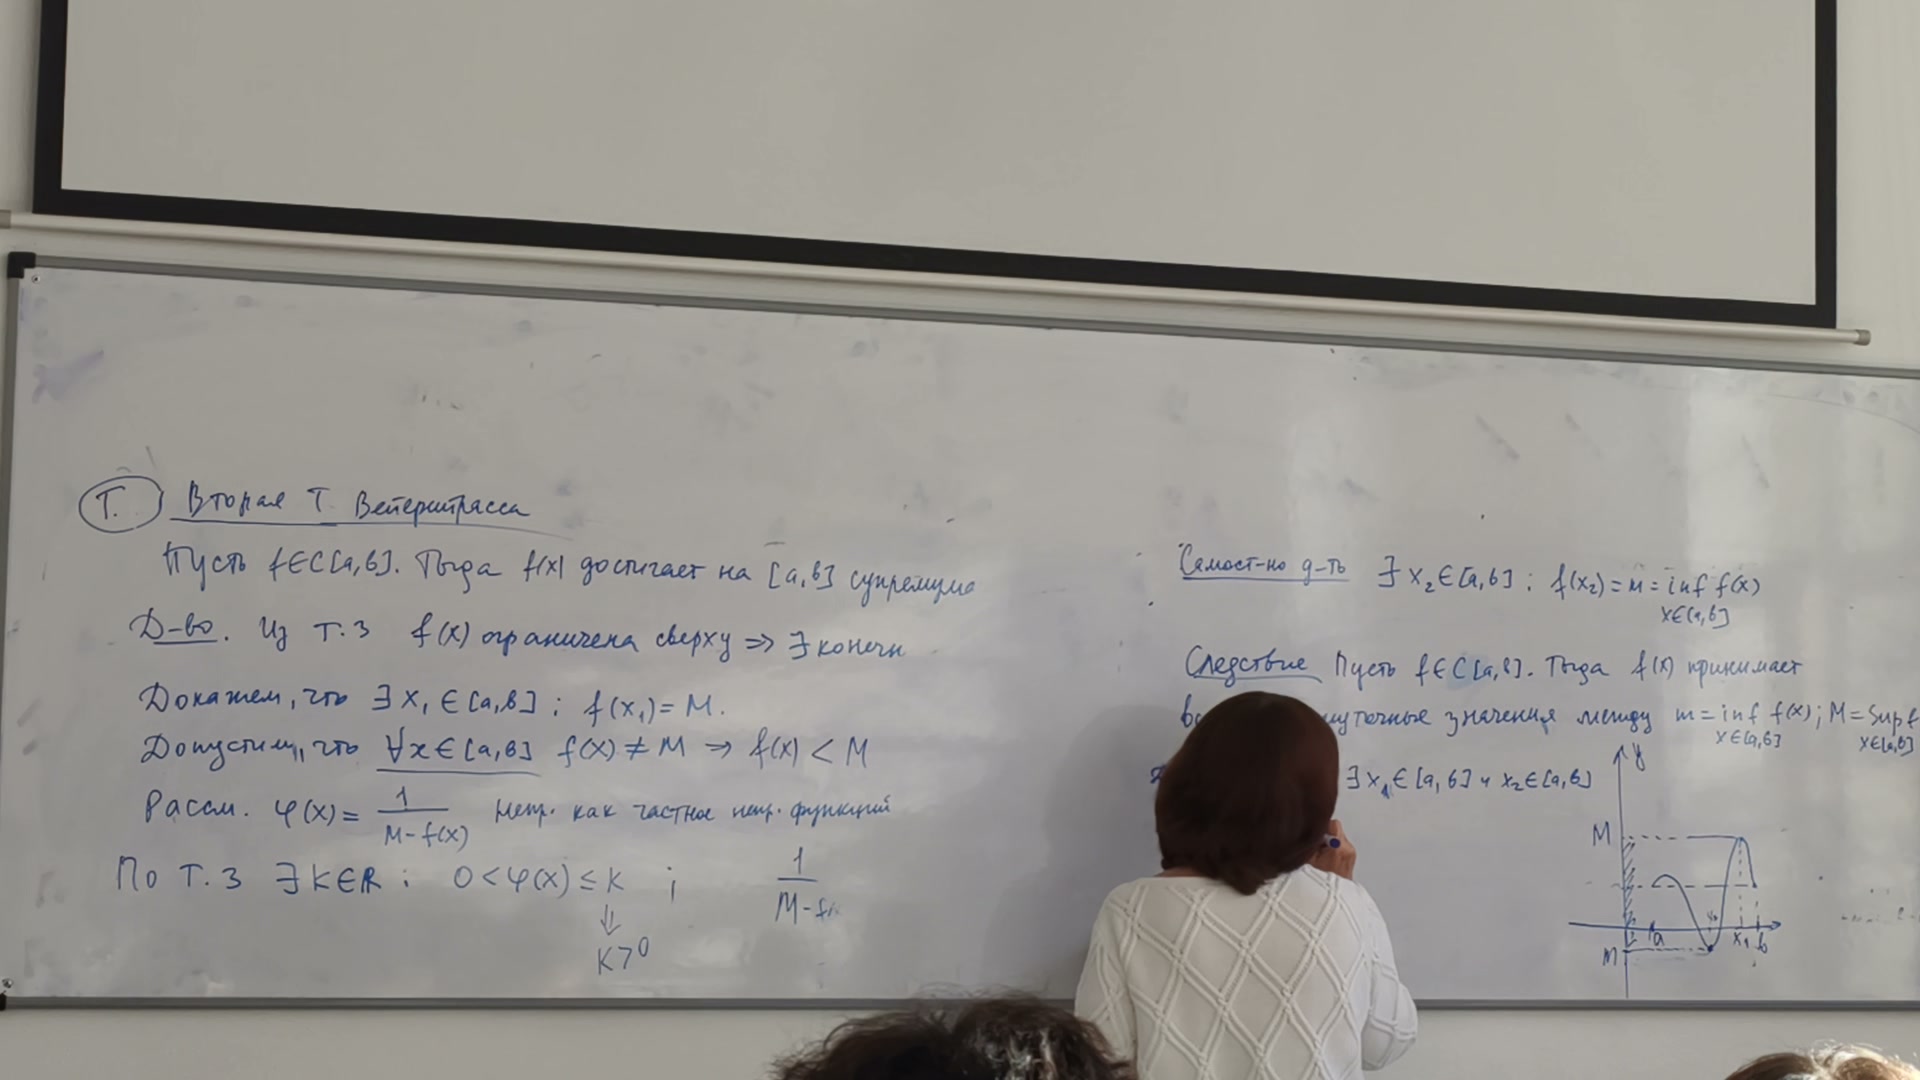 Т. Вторая Т. Вейерштрасса
Пусть f∈C[a,b]. Тогда f(x) достигает на [a,b] супремума
Д-во. Из Т.3 f(x) ограничена сверху ⇒ ∃ конечн
Докажем, что ∃ x₁ ∈ [a,b] : f(x₁) = M.
Допустим, что ∀x∈[a,b] f(x) ≠ M ⇒ f(x) < M
Рассм. φ(x) = 1/(M-f(x)) непр. как частное непр. функций
По Т.3 ∃ K∈R : 0<φ(x) ≤ K ; 1/(M-f
⇓
K>0
Самост-но д-ть ∃ x₂∈[a,b] : f(x₂) = m = inf f(x)
x∈[a,b]
Следствие Пусть f∈C[a,b]. Тогда f(x) принимает
значения между m = inf f(x); M = sup f
x∈[a,b] x∈[a,b]
∃ x₁∈[a,b] и x₂∈[a,b]
y
M
a x₁ b
m